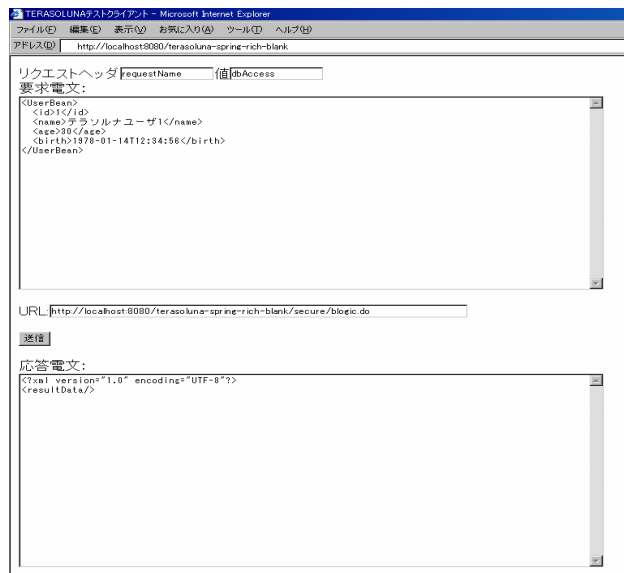 TERASOLUNAテストクライアント - Microsoft Internet Explorer
ファイル(F) 編集(E) 表示(V) お気に入り(A) ツール(T) ヘルプ(H)
アドレス(D) http://localhost:8080/terasoluna-spring-rich-blank
リクエストヘッダ requestName 値 dbAccess
要求電文:
<UserBean>
<id>1</id>
<name>テラソルナユーザ1</name>
<age>30</age>
<birth>1978-01-14T12:34:56</birth>
</UserBean>
URL: http://localhost:8080/terasoluna-spring-rich-blank/secure/blogic.do
送信
応答電文:
<?xml version="1.0" encoding="UTF-8"?>
<resultData/>